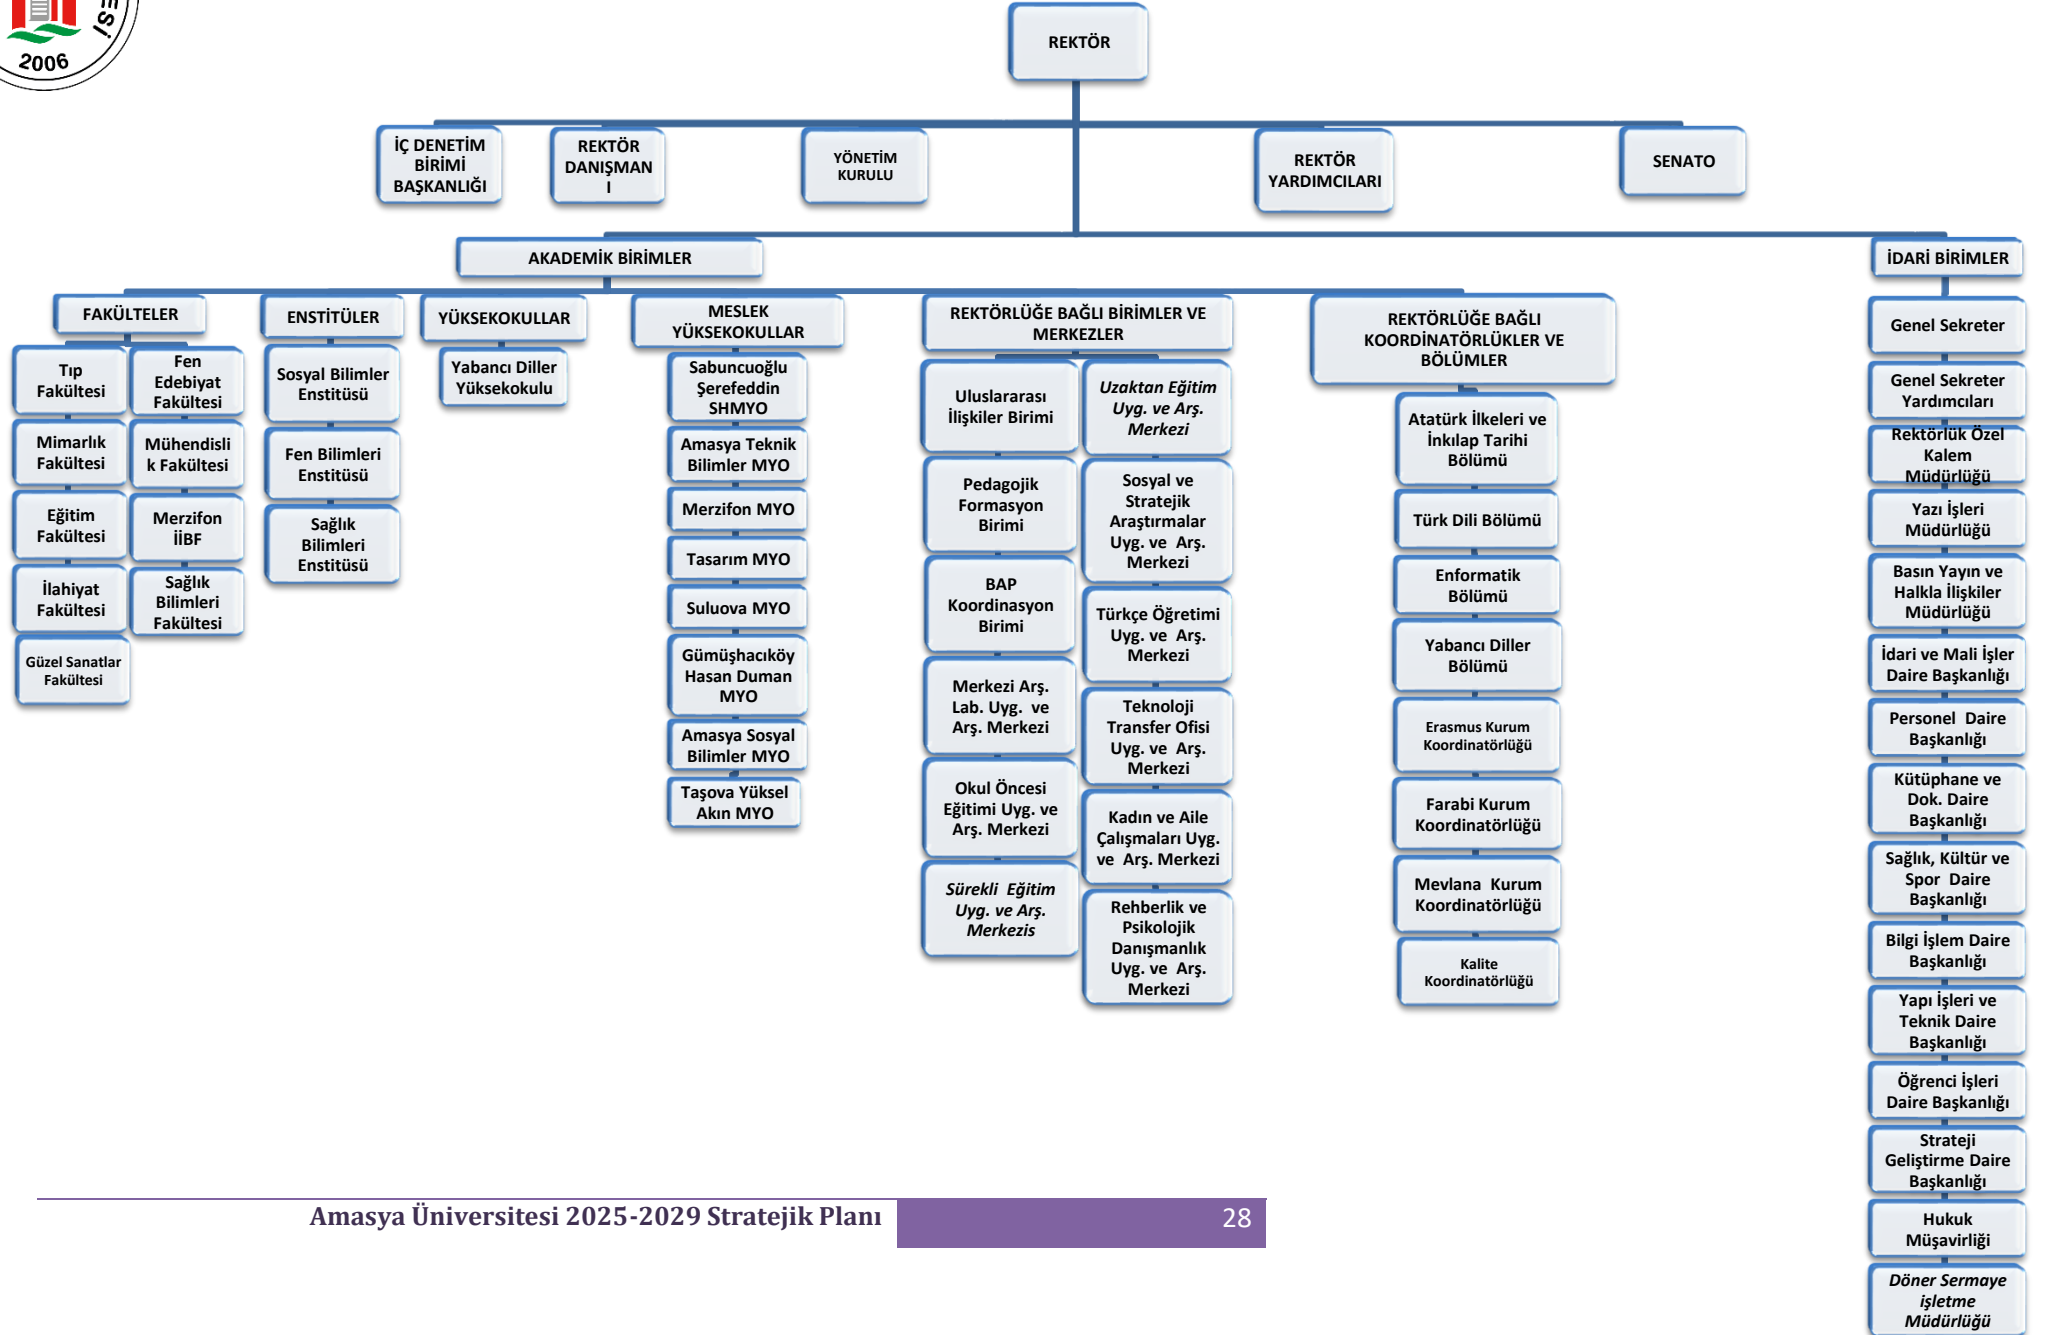 ESİ
2006
REKTÖR
İÇ DENETİM
BİRİMİ
BAŞKANLIĞI
REKTÖR
DANIŞMAN
I
YÖNETİM
KURULU
REKTÖR
YARDIMCILARI
SENATO
AKADEMİK BİRİMLER
İDARİ BİRİMLER
FAKÜLTELER
Tıp
Fakültesi
Mimarlık
Fakültesi
Eğitim
Fakültesi
İlahiyat
Fakültesi
Güzel Sanatlar
Fakültesi
Fen
Edebiyat
Fakültesi
Mühendisli
k Fakültesi
Merzifon
İİBF
Sağlık
Bilimleri
Fakültesi
ENSTİTÜLER
Sosyal Bilimler
Enstitüsü
Fen Bilimleri
Enstitüsü
Sağlık
Bilimleri
Enstitüsü
YÜKSEKOKULLAR
Yabancı Diller
Yüksekokulu
MESLEK
YÜKSEKOKULLAR
Sabuncuoğlu
Şerefeddin
SHMYO
Amasya Teknik
Bilimler MYO
Merzifon MYO
Tasarım MYO
Suluova MYO
Gümüşhacıköy
Hasan Duman
MYO
Amasya Sosyal
Bilimler MYO
Taşova Yüksel
Akın MYO
REKTÖRLÜĞE BAĞLI BİRİMLER VE
MERKEZLER
Uluslararası
İlişkiler Birimi
Pedagojik
Formasyon
Birimi
BAP
Koordinasyon
Birimi
Merkezi Arş.
Lab. Uyg. ve
Arş. Merkezi
Okul Öncesi
Eğitimi Uyg. ve
Arş. Merkezi
Sürekli Eğitim
Uyg. ve Arş.
Merkezis
Uzaktan Eğitim
Uyg. ve Arş.
Merkezi
Sosyal ve
Stratejik
Araştırmalar
Uyg. ve Arş.
Merkezi
Türkçe Öğretimi
Uyg. ve Arş.
Merkezi
Teknoloji
Transfer Ofisi
Uyg. ve Arş.
Merkezi
Kadın ve Aile
Çalışmaları Uyg.
ve Arş. Merkezi
Rehberlik ve
Psikolojik
Danışmanlık
Uyg. ve Arş.
Merkezi
REKTÖRLÜĞE BAĞLI
KOORDİNATÖRLÜKLER VE
BÖLÜMLER
Atatürk İlkeleri ve
İnkılap Tarihi
Bölümü
Türk Dili Bölümü
Enformatik
Bölümü
Yabancı Diller
Bölümü
Erasmus Kurum
Koordinatörlüğü
Farabi Kurum
Koordinatörlüğü
Mevlana Kurum
Koordinatörlüğü
Kalite
Koordinatörlüğü
Genel Sekreter
Genel Sekreter
Yardımcıları
Rektörlük Özel
Kalem
Müdürlüğü
Yazı İşleri
Müdürlüğü
Basın Yayın ve
Halkla İlişkiler
Müdürlüğü
İdari ve Mali İşler
Daire Başkanlığı
Personel Daire
Başkanlığı
Kütüphane ve
Dok. Daire
Başkanlığı
Sağlık, Kültür ve
Spor Daire
Başkanlığı
Bilgi İşlem Daire
Başkanlığı
Yapı İşleri ve
Teknik Daire
Başkanlığı
Öğrenci İşleri
Daire Başkanlığı
Strateji
Geliştirme Daire
Başkanlığı
Hukuk
Müşavirliği
Döner Sermaye
işletme
Müdürlüğü
Amasya Üniversitesi 2025-2029 Stratejik Planı
28